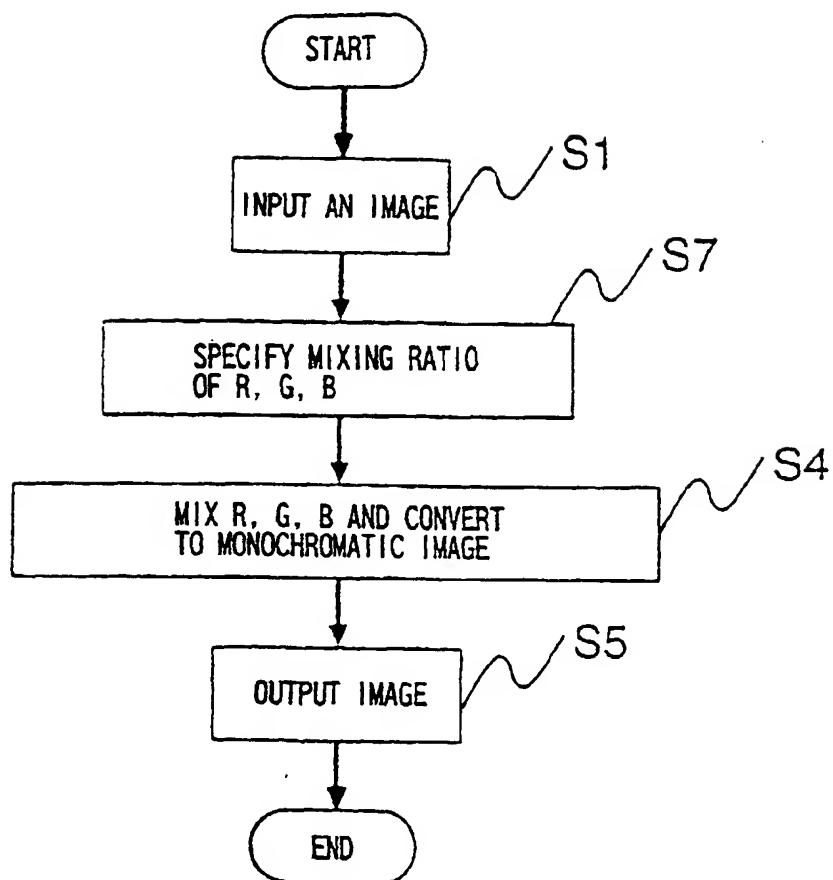 START
INPUT AN IMAGE
S1
S7
SPECIFY MIXING RATIO
OF R, G, B
S4
MIX R, G, B AND CONVERT
TO MONOCHROMATIC IMAGE
S5
OUTPUT IMAGE
END